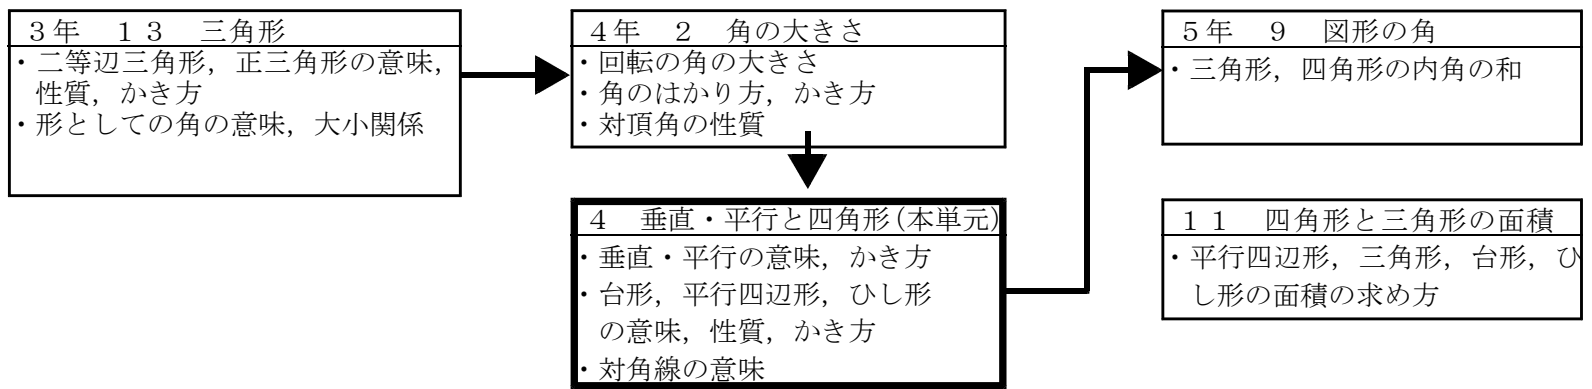 3年 13 三角形
・二等辺三角形，正三角形の意味，
性質，かき方
・形としての角の意味，大小関係
4年 2 角の大きさ
・回転の角の大きさ
・角のはかり方，かき方
・対頂角の性質
4 垂直・平行と四角形(本単元)
・垂直・平行の意味，かき方
・台形，平行四辺形，ひし形
の意味，性質，かき方
・対角線の意味
5年 9 図形の角
・三角形，四角形の内角の和
11 四角形と三角形の面積
・平行四辺形，三角形，台形，ひ
し形の面積の求め方